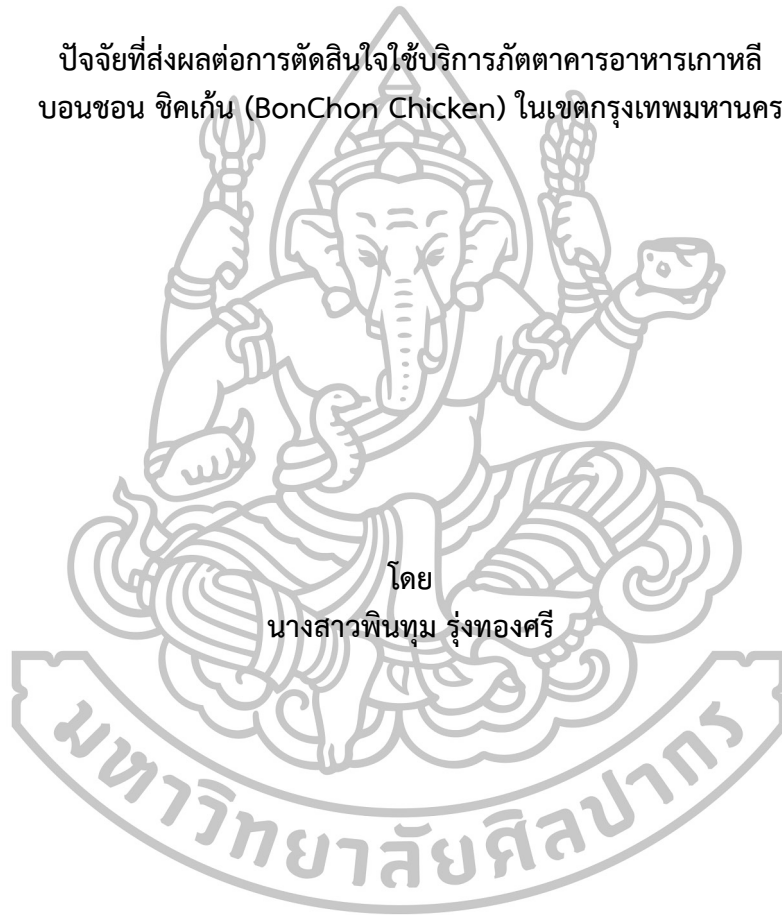 ปัจจัยที่ส่งผลต่อการตัดสินใจใช้บริการภัตตาคารอาหารเกาหลี
บอนชอน ชิคเก้น (BonChon Chicken) ในเขตกรุงเทพมหานคร
โดย
นางสาวพินทุม รุ่งทองศรี
มหาวิทยาลัยศิลปากร